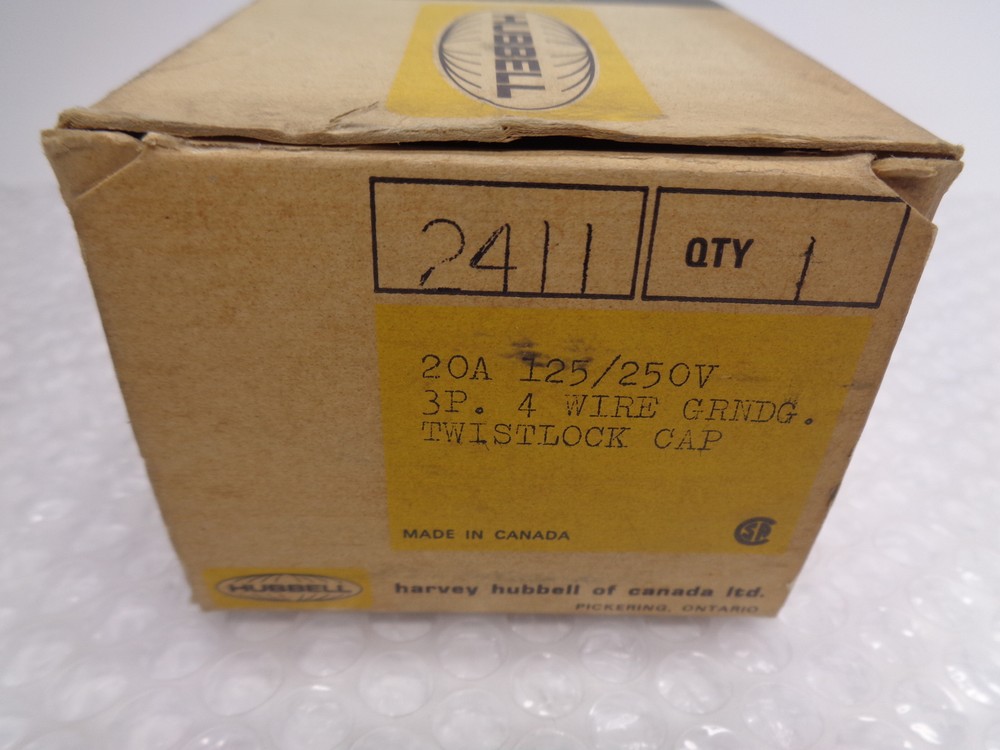 HUBBELL
2411
QTY 1
20A 125/250V
3P. 4 WIRE GRNDG.
TWISTLOCK CAP
MADE IN CANADA
HUBBELL
harvey hubbell of canada ltd.
PICKERING, ONTARIO